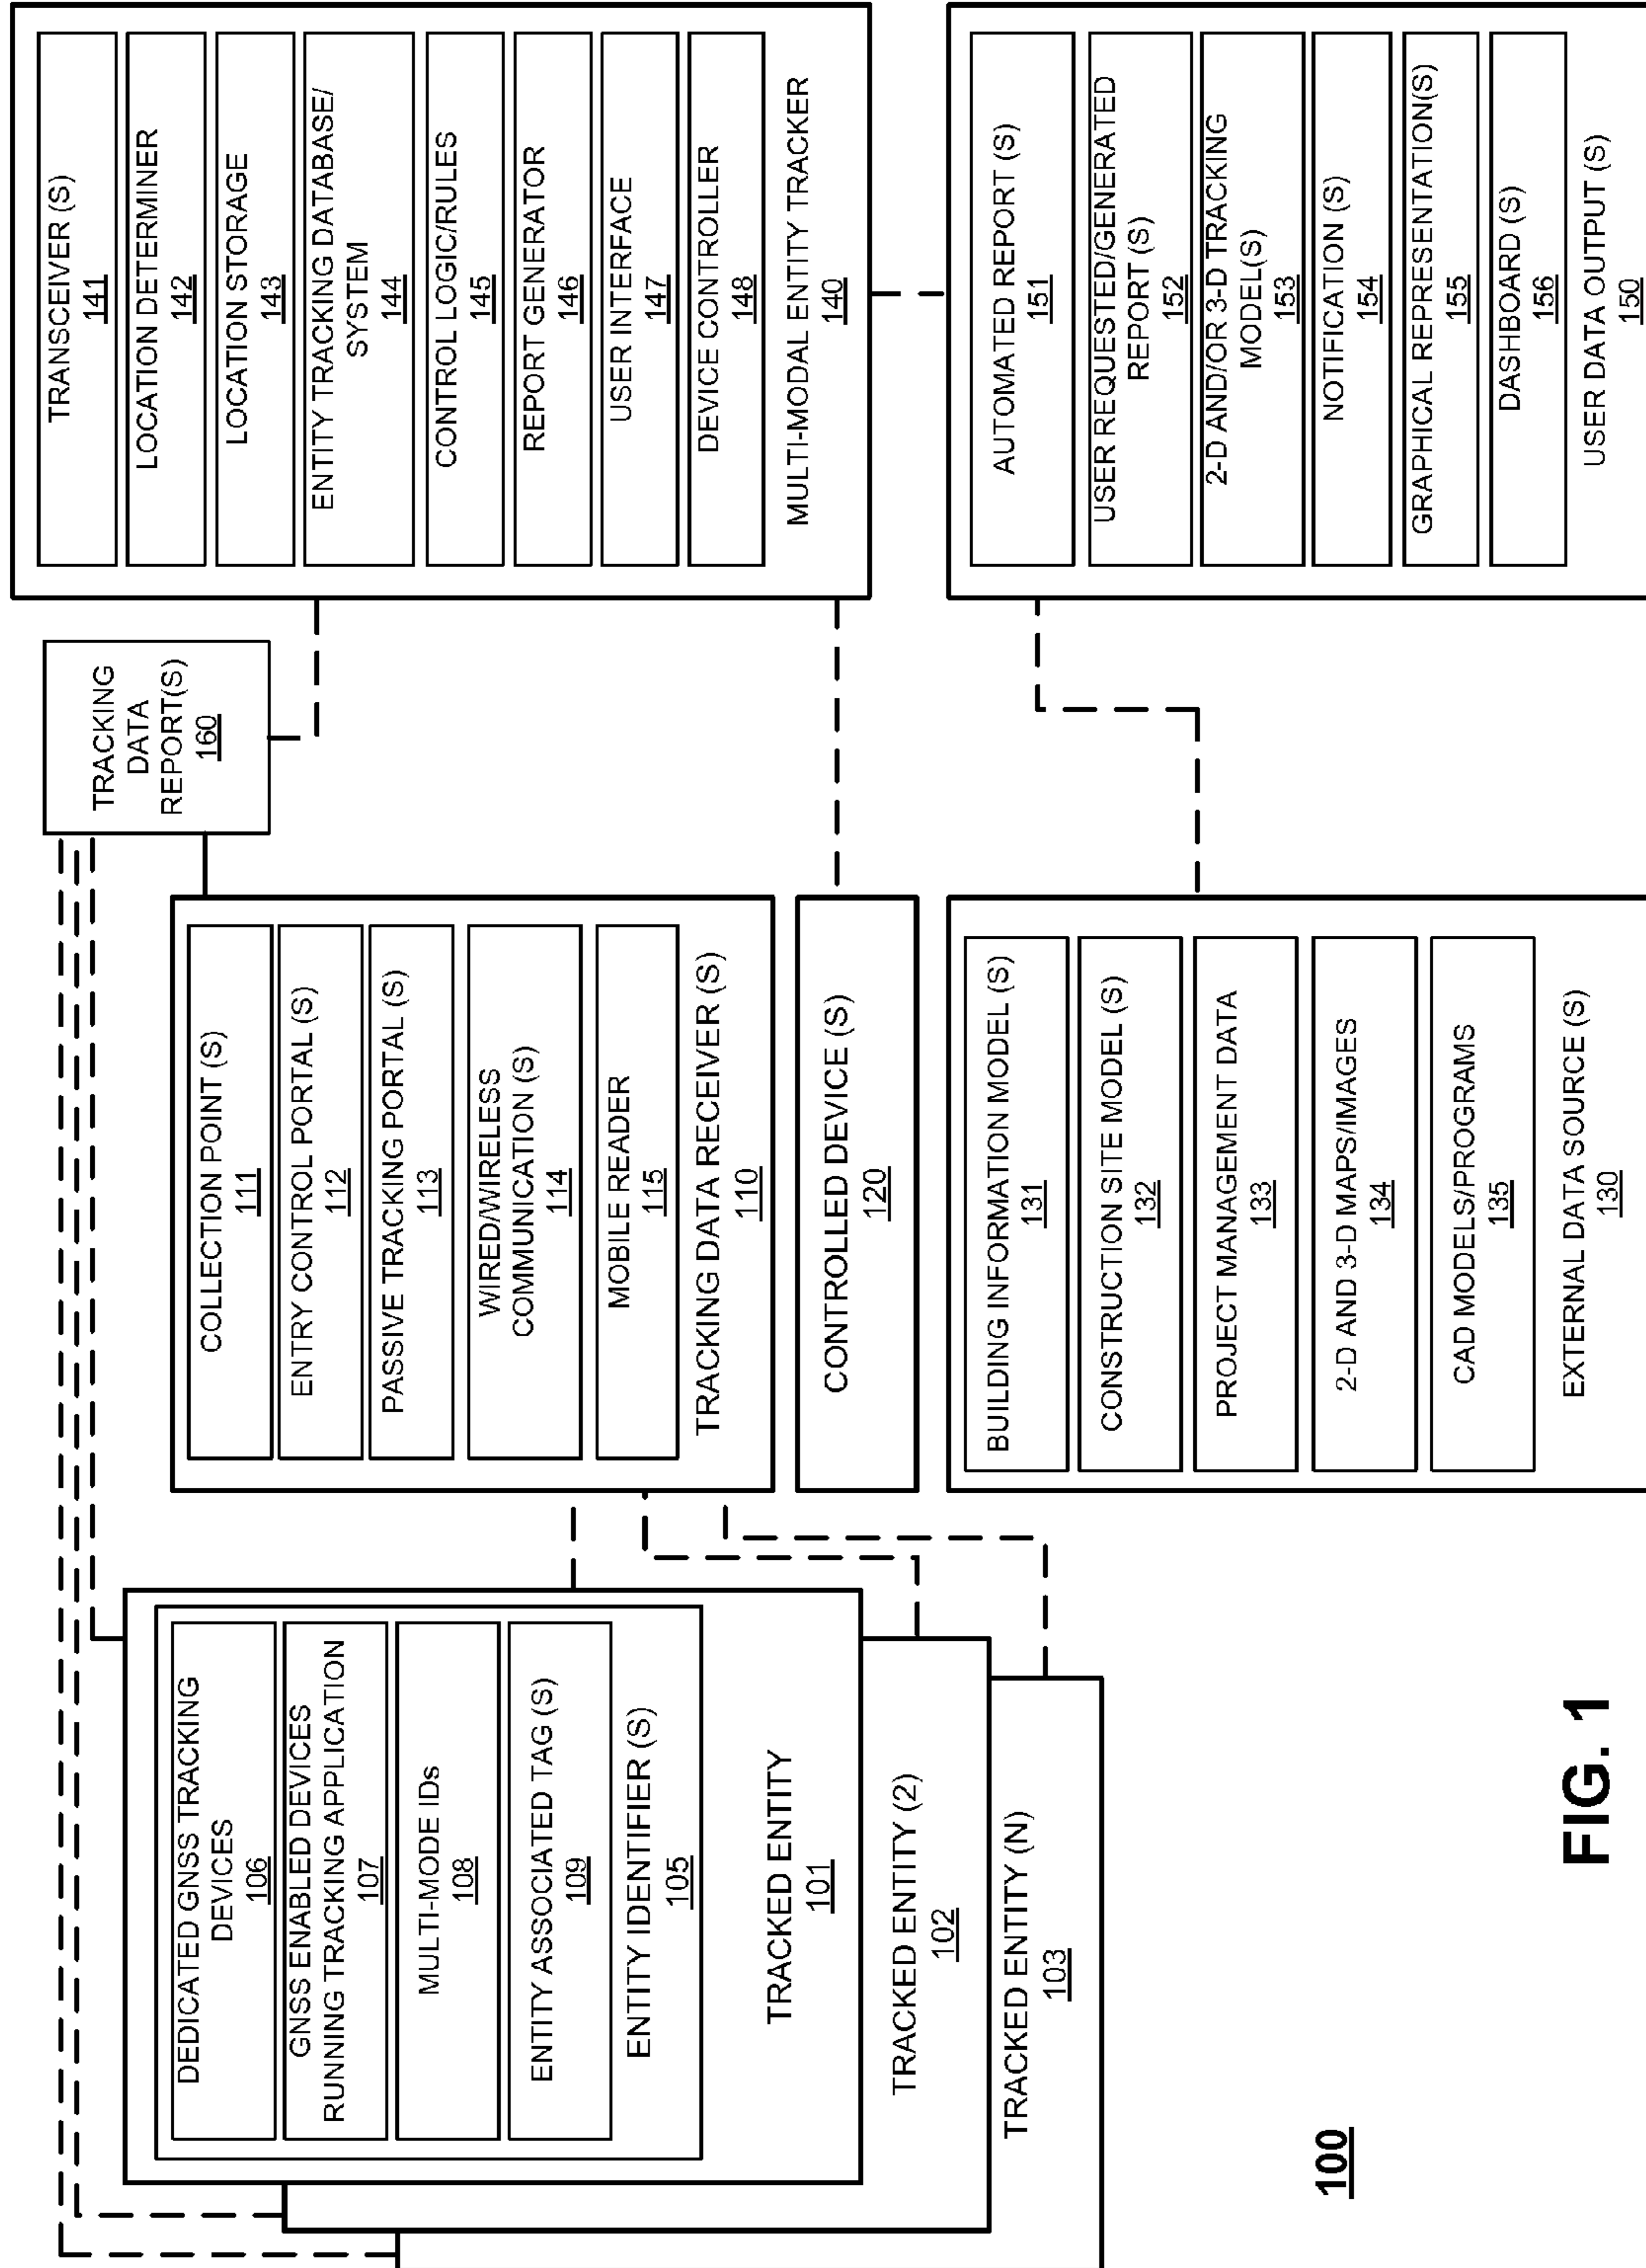 DEDICATED GNSS TRACKING
DEVICES
106
GNSS ENABLED DEVICES
RUNNING TRACKING APPLICATION
107
MULTI-MODE IDs
108
ENTITY ASSOCIATED TAG (S)
109
ENTITY IDENTIFIER (S)
105
TRACKED ENTITY
101
TRACKED ENTITY (2)
102
TRACKED ENTITY (N)
103
COLLECTION POINT (S)
111
ENTRY CONTROL PORTAL (S)
112
PASSIVE TRACKING PORTAL (S)
113
WIRED/WIRELESS
COMMUNICATION (S)
114
MOBILE READER
115
TRACKING DATA RECEIVER (S)
110
CONTROLLED DEVICE (S)
120
BUILDING INFORMATION MODEL (S)
131
CONSTRUCTION SITE MODEL (S)
132
PROJECT MANAGEMENT DATA
133
2-D AND 3-D MAPS/IMAGES
134
CAD MODELS/PROGRAMS
135
EXTERNAL DATA SOURCE (S)
130
TRACKING
DATA
REPORT(S)
160
TRANSCEIVER (S)
141
LOCATION DETERMINER
142
LOCATION STORAGE
143
ENTITY TRACKING DATABASE/
SYSTEM
144
CONTROL LOGIC/RULES
145
REPORT GENERATOR
146
USER INTERFACE
147
DEVICE CONTROLLER
148
MULTI-MODAL ENTITY TRACKER
140
AUTOMATED REPORT (S)
151
USER REQUESTED/GENERATED
REPORT (S)
152
2-D AND/OR 3-D TRACKING
MODEL(S)
153
NOTIFICATION (S)
154
GRAPHICAL REPRESENTATION(S)
155
DASHBOARD (S)
156
USER DATA OUTPUT (S)
150
100
FIG. 1